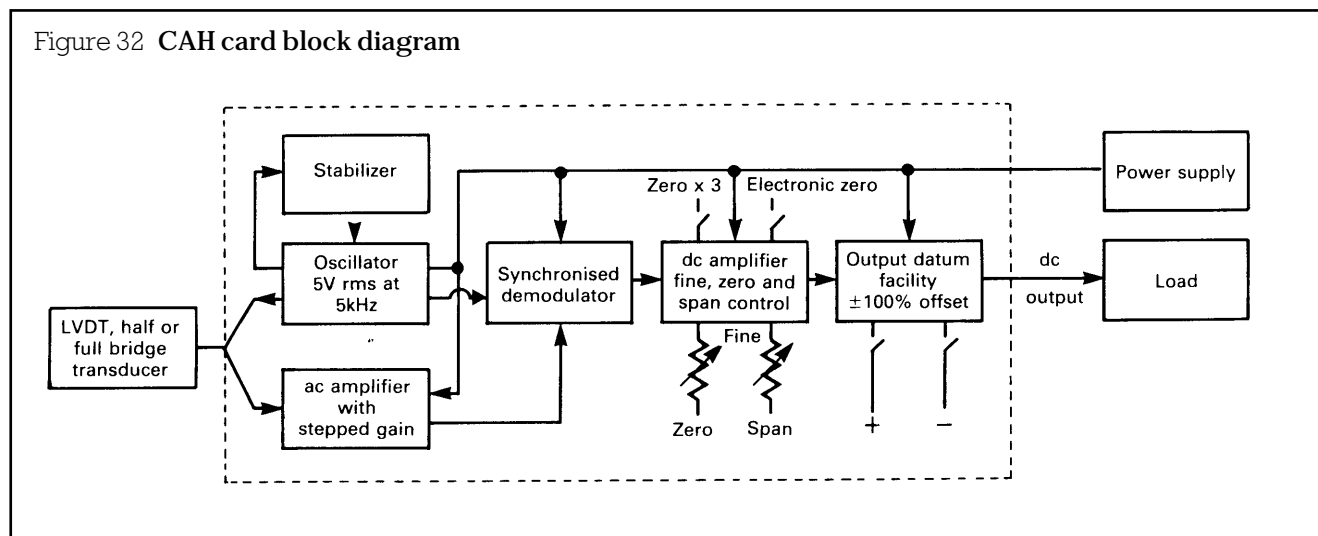 Figure 32 CAH card block diagram
Stabilizer
Oscillator
5V rms at
5kHz
LVDT, half or
full bridge
transducer
ac amplifier
with
stepped gain
Synchronised
demodulator
Zero x 3
Electronic zero
dc amplifier
fine, zero and
span control
Fine
Zero
Span
Output datum
facility
±100% offset
+
−
dc
output
Power supply
Load